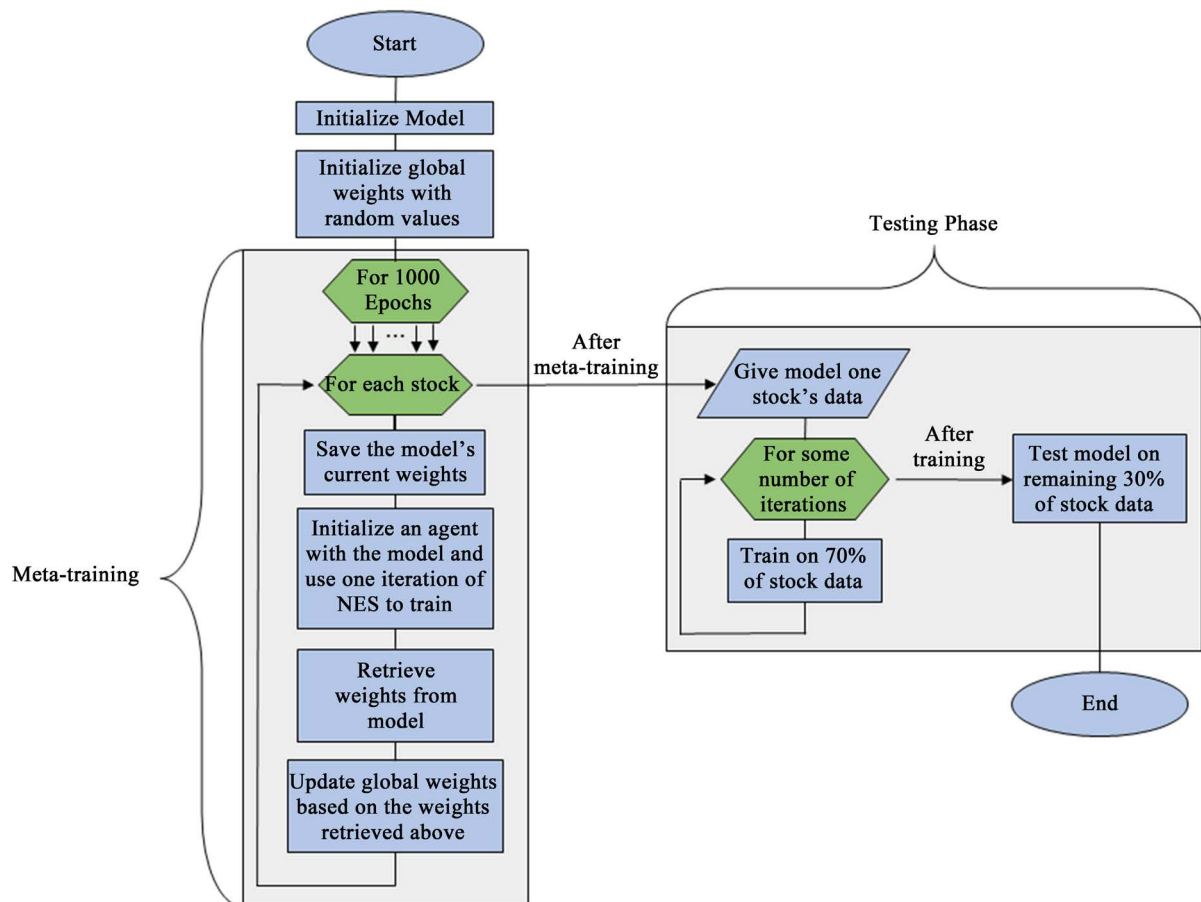 Start
Initialize Model
Initialize global
weights with
random values
Meta-training
For 1000
Epochs
...
For each stock
Save the model's
current weights
Initialize an agent
with the model and
use one iteration of
NES to train
Retrieve
weights from
model
Update global weights
based on the weights
retrieved above
After
meta-training
Testing Phase
Give model one
stock's data
For some
number of
iterations
Train on 70%
of stock data
After
training
Test model on
remaining 30%
of stock data
End